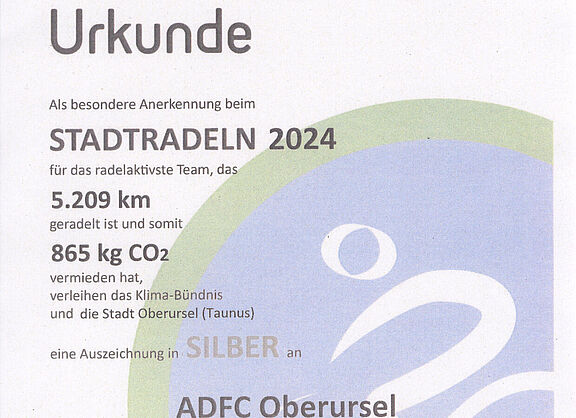 Urkunde
Als besondere Anerkennung beim
STADTRADELN 2024
für das radelaktivste Team, das
5.209 km
geradelt ist und somit
865 kg CO2
vermieden hat,
verleihen das Klima-Bündnis
und die Stadt Oberursel (Taunus)
eine Auszeichnung in SILBER an
ADFC Oberursel